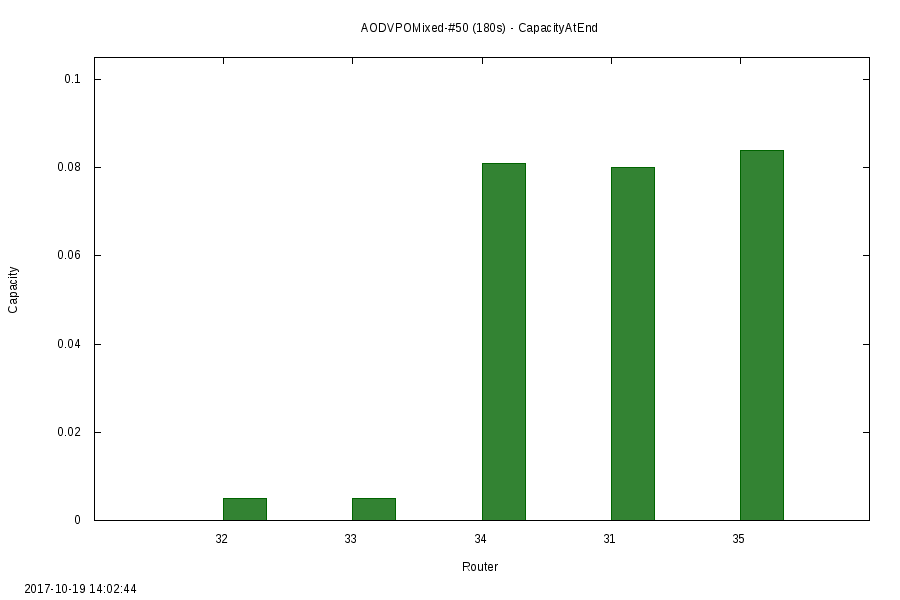 AODVPOMixed-#50 (180s) - CapacityAtEnd
0.1
0.08
0.06
0.04
0.02
0
Capacity
32 33 34 31 35
Router
2017-10-19 14:02:44